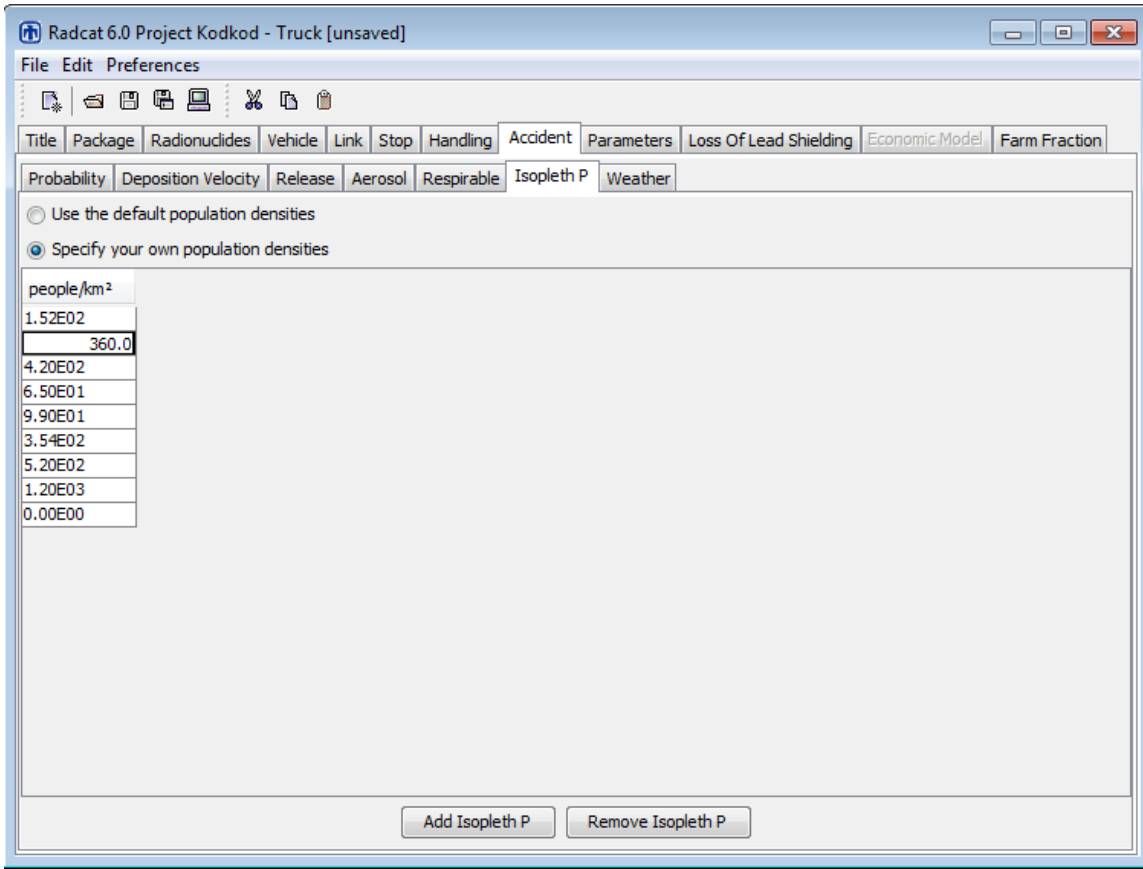 Radcat 6.0 Project Kodkod - Truck [unsaved]
File Edit Preferences
Title Package Radionuclides Vehicle Link Stop Handling Accident Parameters Loss Of Lead Shielding Economic Model Farm Fraction
Probability Deposition Velocity Release Aerosol Respirable Isopleth P Weather
Use the default population densities
Specify your own population densities
people/km²
1.52E02
360.0
4.20E02
6.50E01
9.90E01
3.54E02
5.20E02
1.20E03
0.00E00
Add Isopleth P Remove Isopleth P